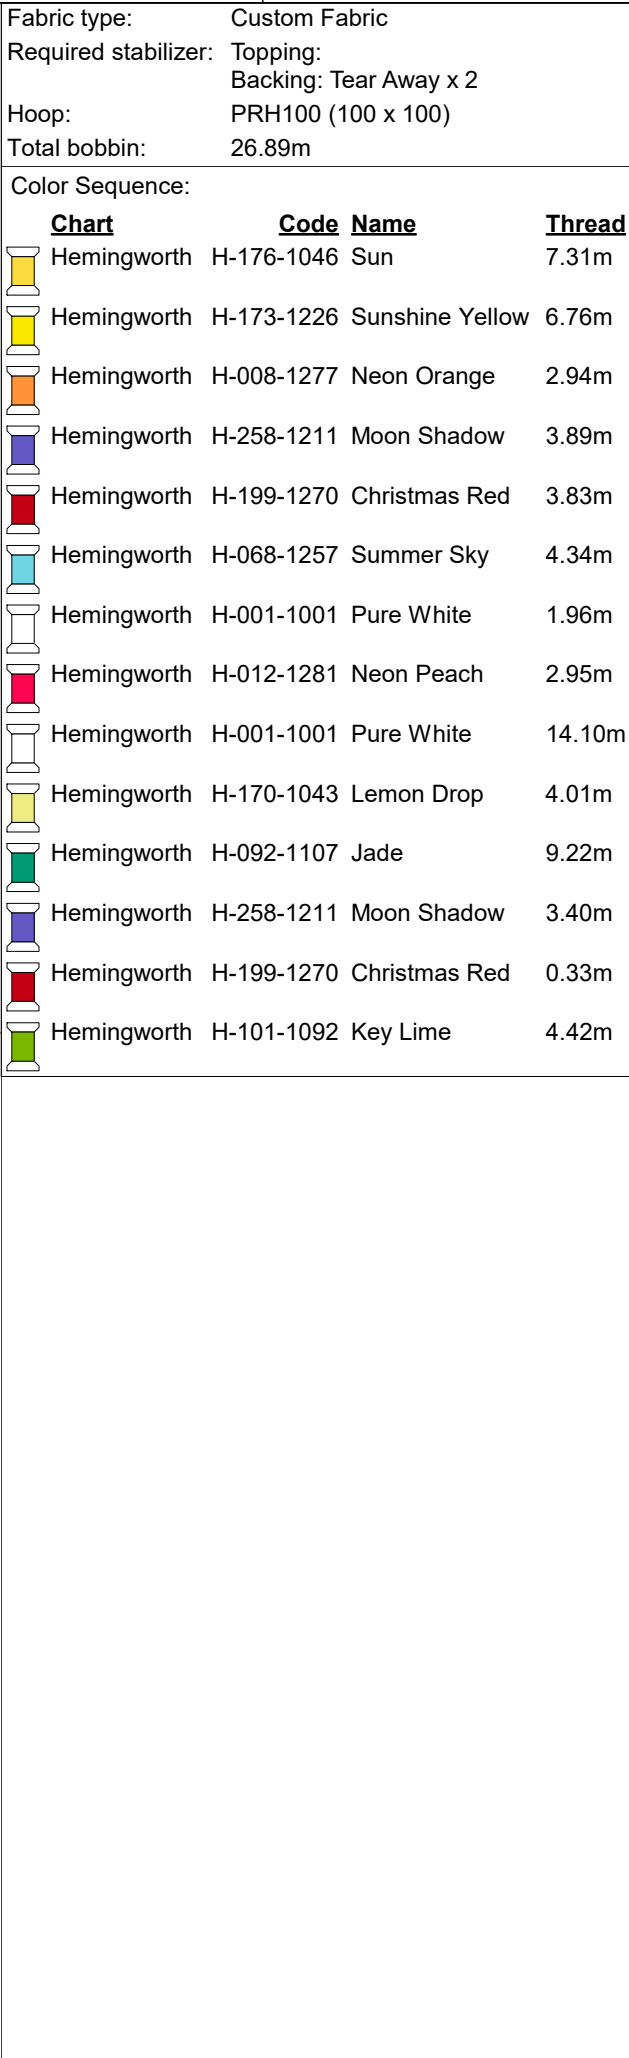 Fabric type: Custom Fabric
Required stabilizer: Topping:
Backing: Tear Away x 2
Hoop: PRH100 (100 x 100)
Total bobbin: 26.89m
Color Sequence:
Chart Code Name Thread
Hemingworth H-176-1046 Sun 7.31m
Hemingworth H-173-1226 Sunshine Yellow 6.76m
Hemingworth H-008-1277 Neon Orange 2.94m
Hemingworth H-258-1211 Moon Shadow 3.89m
Hemingworth H-199-1270 Christmas Red 3.83m
Hemingworth H-068-1257 Summer Sky 4.34m
Hemingworth H-001-1001 Pure White 1.96m
Hemingworth H-012-1281 Neon Peach 2.95m
Hemingworth H-001-1001 Pure White 14.10m
Hemingworth H-170-1043 Lemon Drop 4.01m
Hemingworth H-092-1107 Jade 9.22m
Hemingworth H-258-1211 Moon Shadow 3.40m
Hemingworth H-199-1270 Christmas Red 0.33m
Hemingworth H-101-1092 Key Lime 4.42m